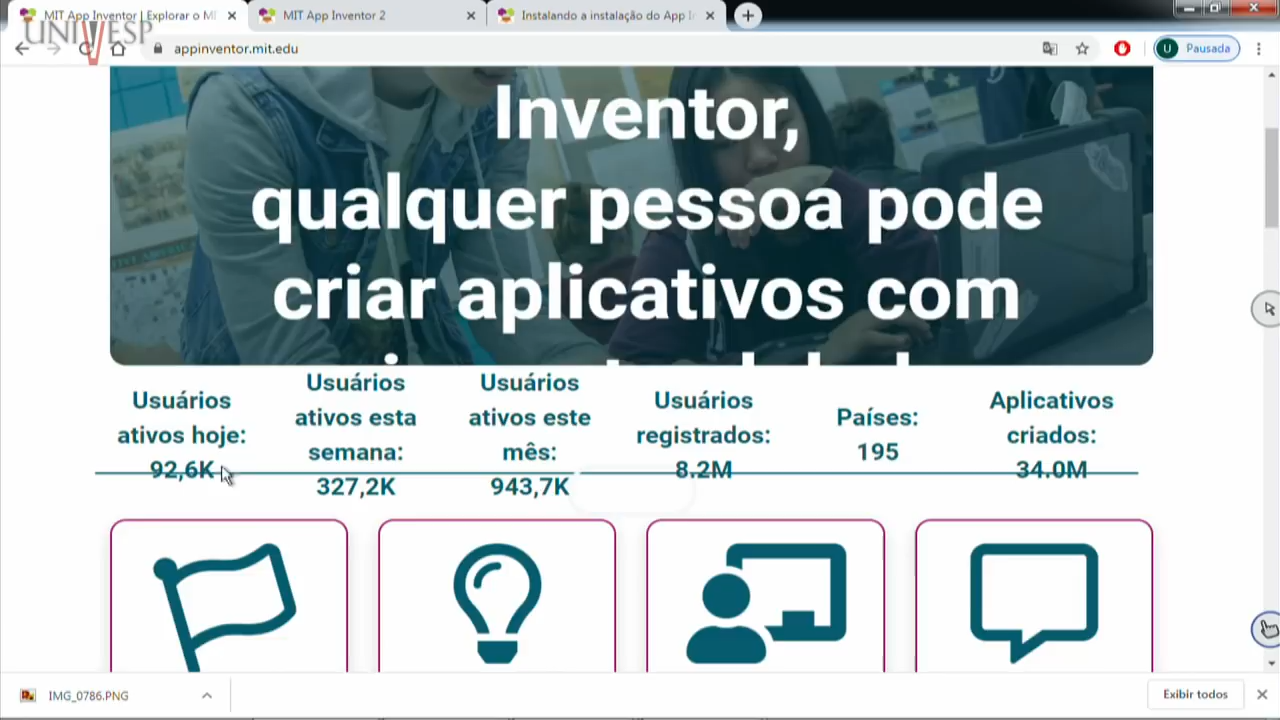 MIT App Inventor | Explorar o MI
MIT App Inventor 2
Instalando a instalação do App In
UNIVESP
appinventor.mit.edu
U
Pausada
Inventor,
qualquer pessoa pode
criar aplicativos com
Usuários
ativos hoje:
92,6K
Usuários
ativos esta
semana:
327,2K
Usuários
ativos este
mês:
943,7K
Usuários
registrados:
8.2M
Países:
195
Aplicativos
criados:
34.0M
IMG_0786.PNG
Exibir todos